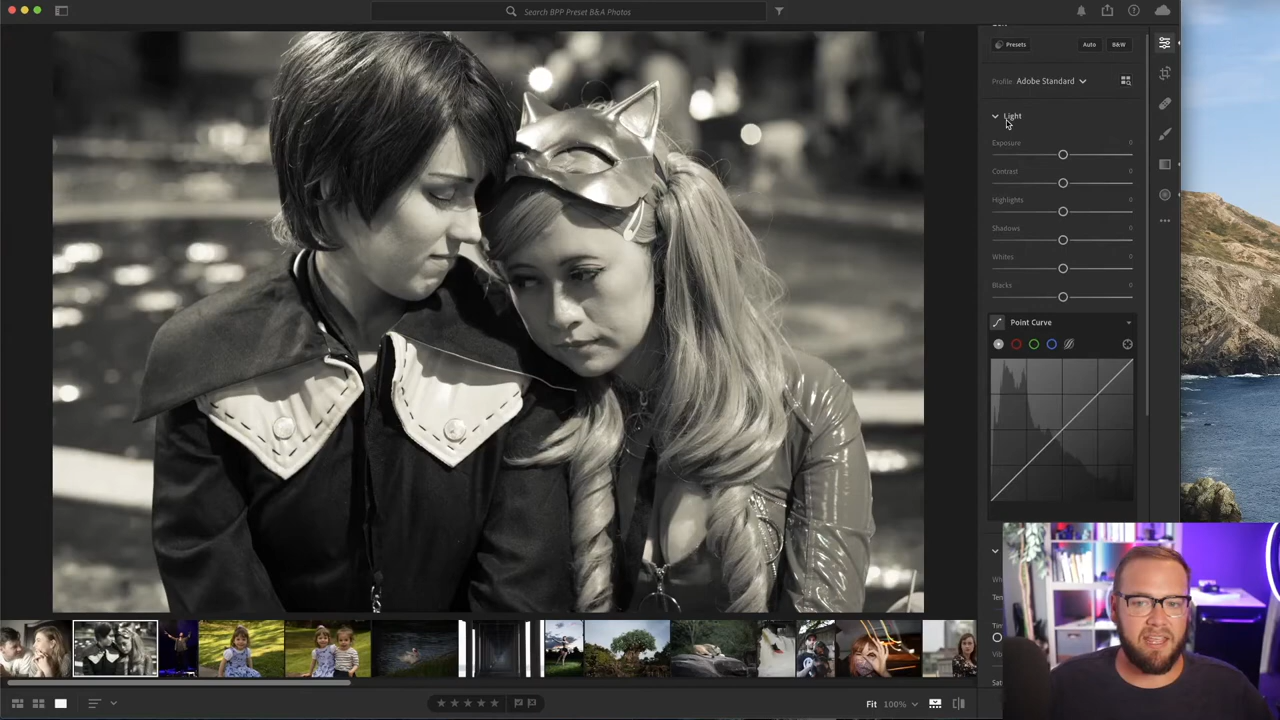 Search BPP Preset B&A Photos
Presets
Auto
B&W
Profile Adobe Standard
Light
Exposure 0
Contrast 0
Highlights 0
Shadows 0
Whites 0
Blacks 0
Point Curve
Fit 100%